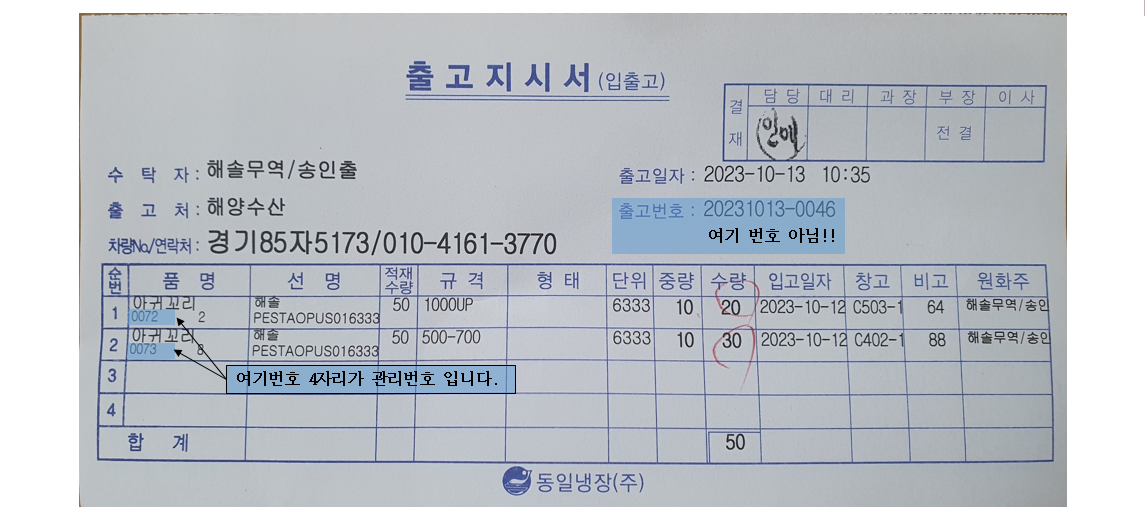 출고지시서(입출고)
결재 담당 대리 과장 부장 이사
전결
수 탁 자 : 해솔무역/송인출
출고일자 : 2023-10-13 10:35
출 고 처 : 해양수산
출고번호 : 20231013-0046
여기 번호 아님!!
차량No/연락처 : 경기85자5173/010-4161-3770
순번 품 명 선 명 적재수량 규 격 형 태 단위 중량 수량 입고일자 창고 비고 원화주
1 아귀꼬리 해솔 50 1000UP 6333 10 20 2023-10-12 C503-1 64 해솔무역/송인
0072 2 PESTAOPUS016333
2 아귀꼬리 해솔 50 500-700 6333 10 30 2023-10-12 C402-1 88 해솔무역/송인
0073 8 PESTAOPUS016333
3
여기번호 4자리가 관리번호 입니다.
4
합 계 50
동일냉장(주)